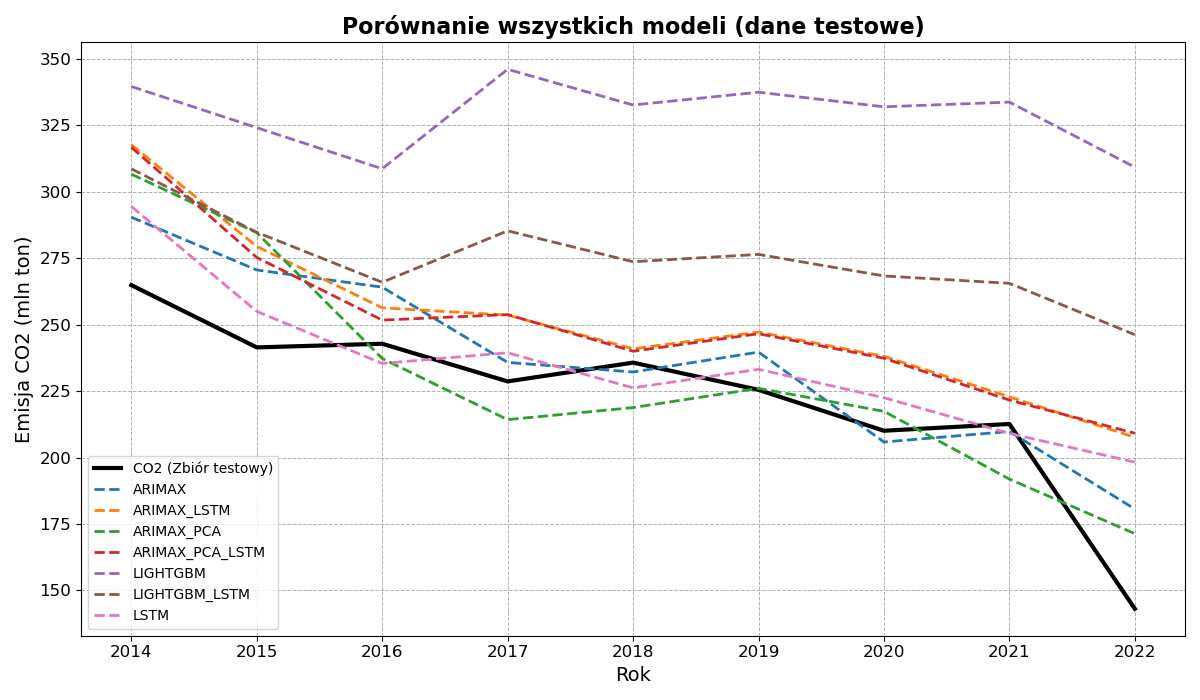 Porównanie wszystkich modeli (dane testowe)
Emisja CO2 (mln ton)
350
325
300
275
250
225
200
175
150
CO2 (Zbiór testowy)
ARIMAX
ARIMAX_LSTM
ARIMAX_PCA
ARIMAX_PCA_LSTM
LIGHTGBM
LIGHTGBM_LSTM
LSTM
2014 2015 2016 2017 2018 2019 2020 2021 2022
Rok